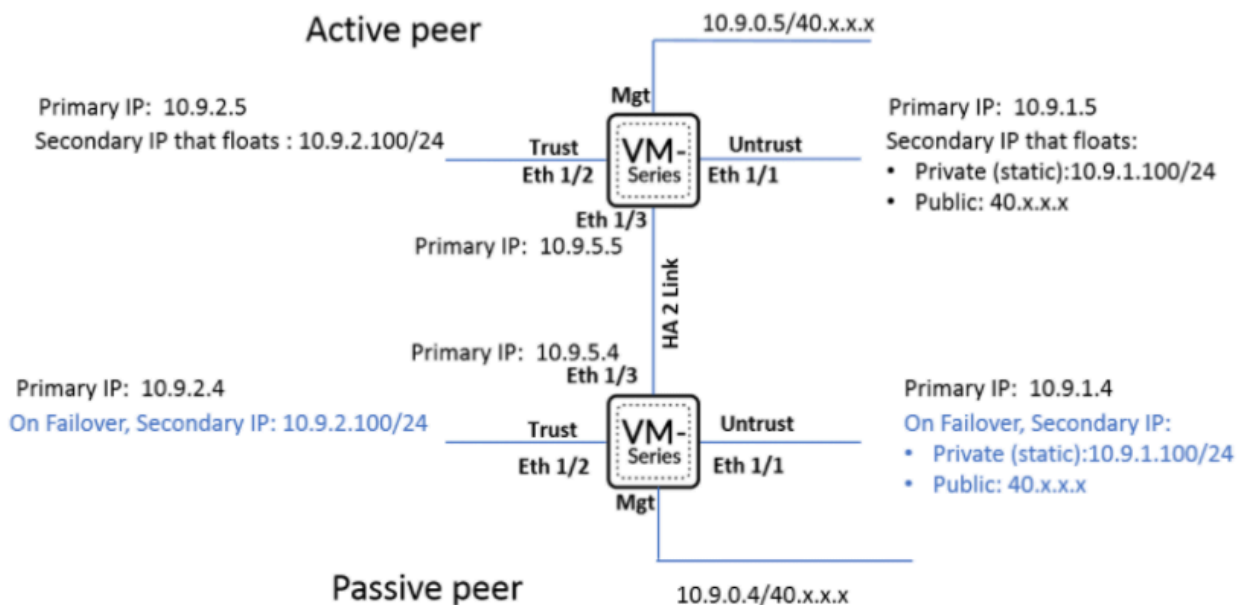 Active peer
10.9.0.5/40.x.x.x
Mgt
Primary IP: 10.9.2.5
Secondary IP that floats : 10.9.2.100/24
Trust
Eth 1/2
VM-
Series
Untrust
Eth 1/1
Primary IP: 10.9.1.5
Secondary IP that floats:
• Private (static):10.9.1.100/24
• Public: 40.x.x.x
Eth 1/3
Primary IP: 10.9.5.5
HA 2 Link
Primary IP: 10.9.5.4
Eth 1/3
Primary IP: 10.9.2.4
On Failover, Secondary IP: 10.9.2.100/24
Trust
Eth 1/2
VM-
Series
Untrust
Eth 1/1
Primary IP: 10.9.1.4
On Failover, Secondary IP:
• Private (static):10.9.1.100/24
• Public: 40.x.x.x
Mgt
Passive peer
10.9.0.4/40.x.x.x